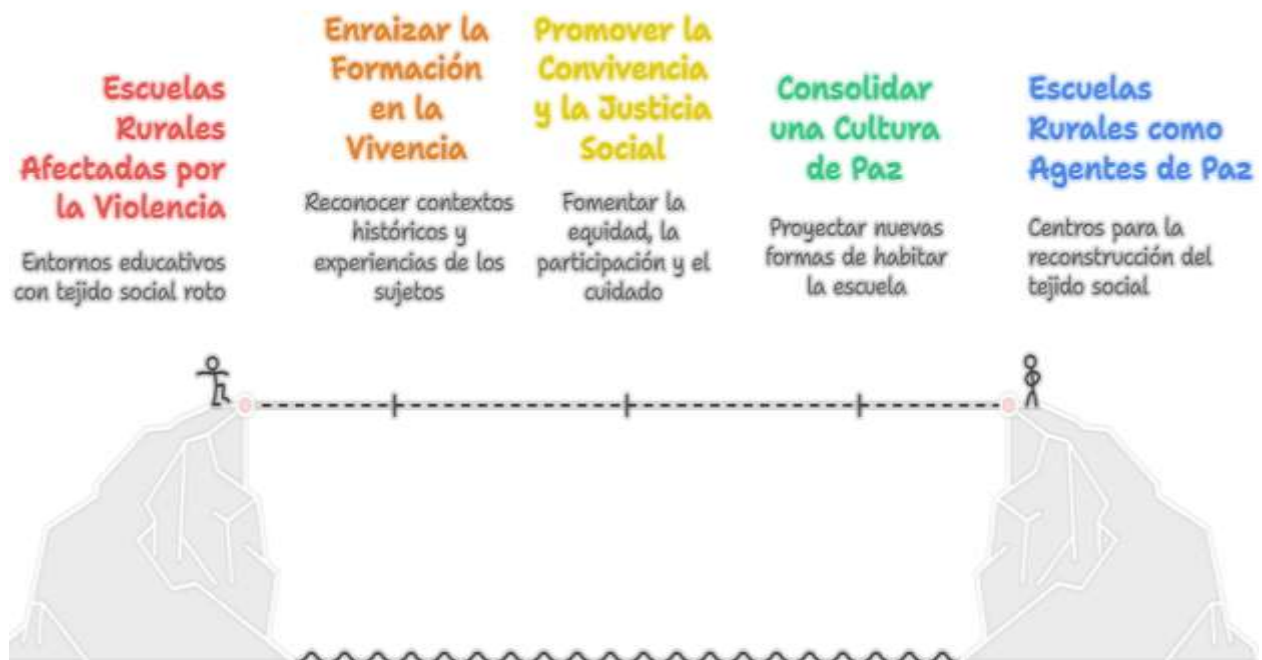 Escuelas
Rurales
Afectadas por
la Violencia
Entornos educativos
con tejido social roto
Enraizar la
Formación
en la
Vivencia
Reconocer contextos
históricos y
experiencias de los
sujetos
Promover la
Convivencia
y la Justicia
Social
Fomentar la
equidad, la
participación y el
cuidado
Consolidar
una Cultura
de Paz
Proyectar nuevas
formas de habitar
la escuela
Escuelas
Rurales como
Agentes de Paz
Centros para la
reconstrucción del
tejido social